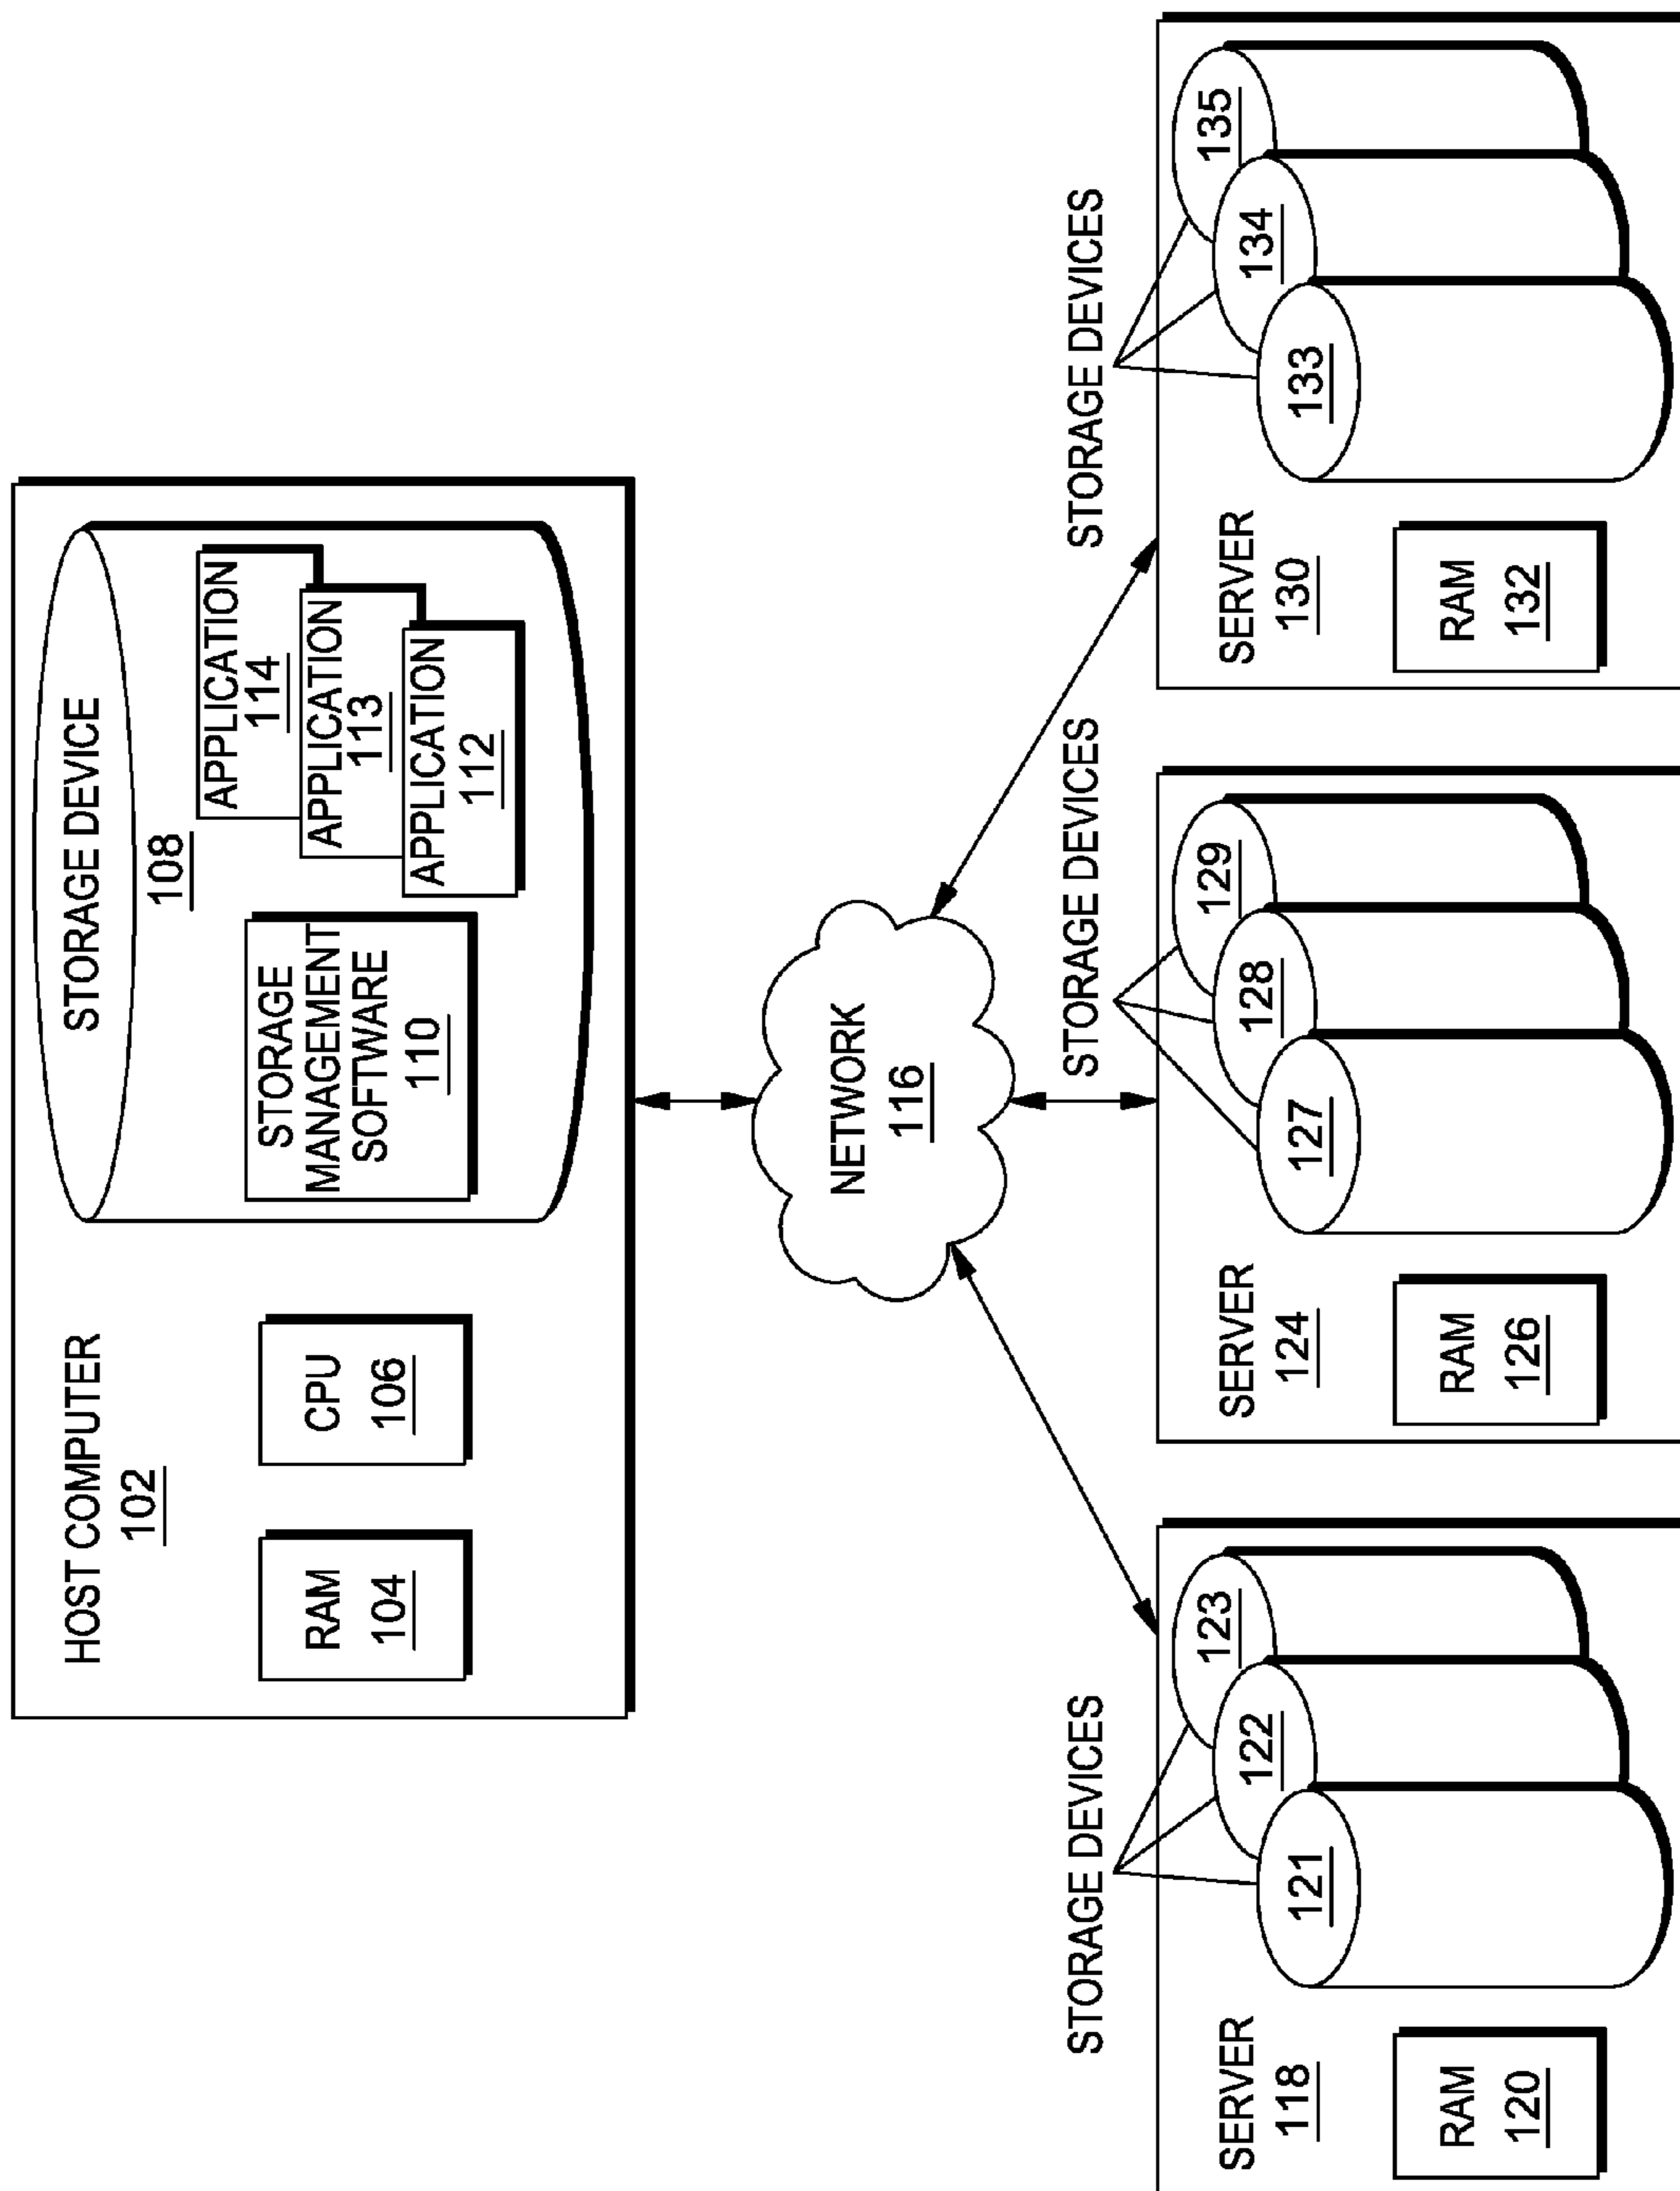 HOST COMPUTER
102
RAM
104
CPU
106
STORAGE DEVICE
108
STORAGE
MANAGEMENT
SOFTWARE
110
APPLICATION
114
APPLICATION
113
APPLICATION
112
NETWORK
116
STORAGE DEVICES
SERVER
118
RAM
120
121
122
123
STORAGE DEVICES
SERVER
124
RAM
126
127
128
129
STORAGE DEVICES
SERVER
130
RAM
132
133
134
135